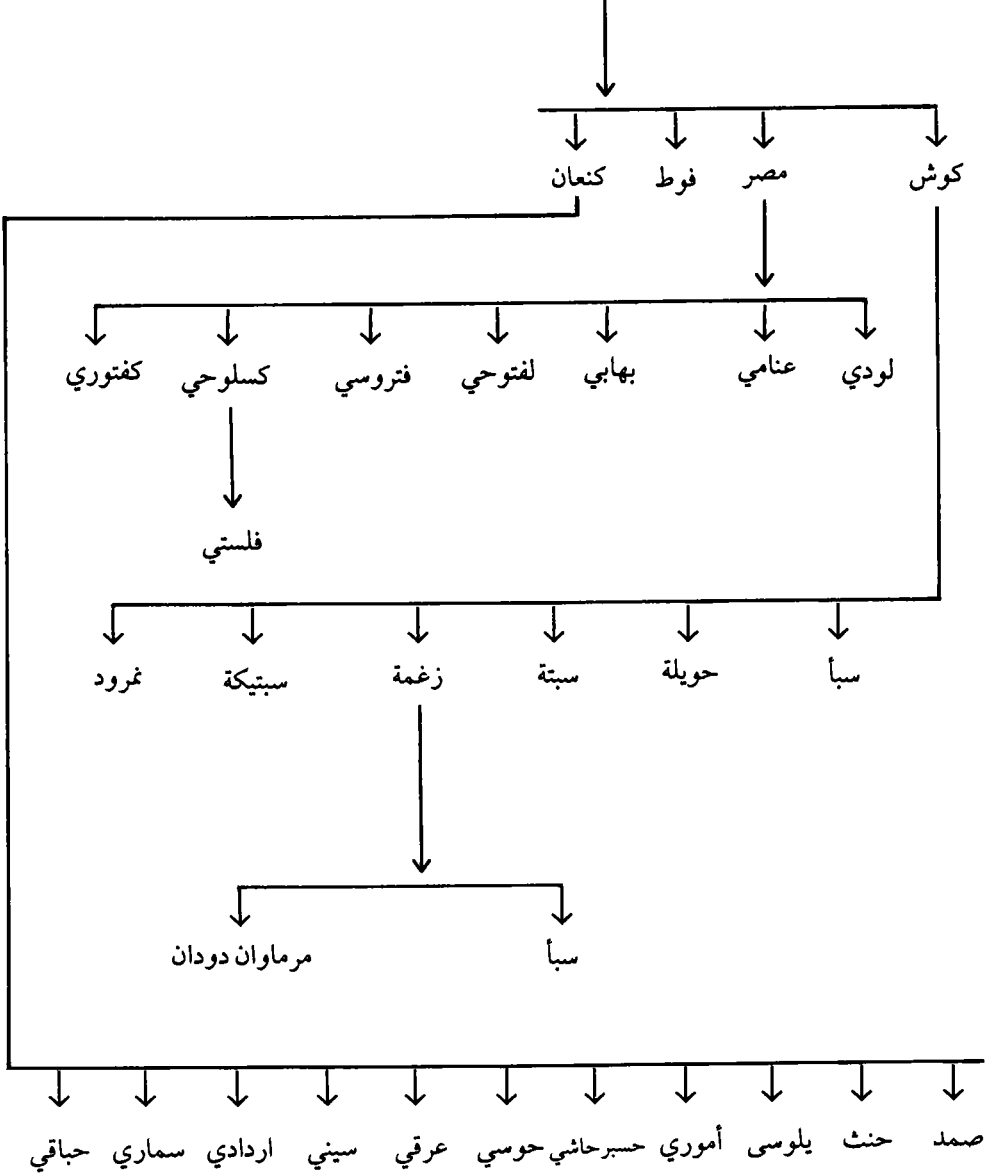 كوش مصر فوط كنعان
لودي عنامي بهابي لفتوحي فتروسي كسلوحي كفتوري
فلستي
سبأ حويلة سبتة زغمة سبتيكة نمرود
سبأ مرماوان دودان
صمد حنث يلوسى أموري حسبرحاشي حوسي عرقي سيني اردادي سماري حباقي